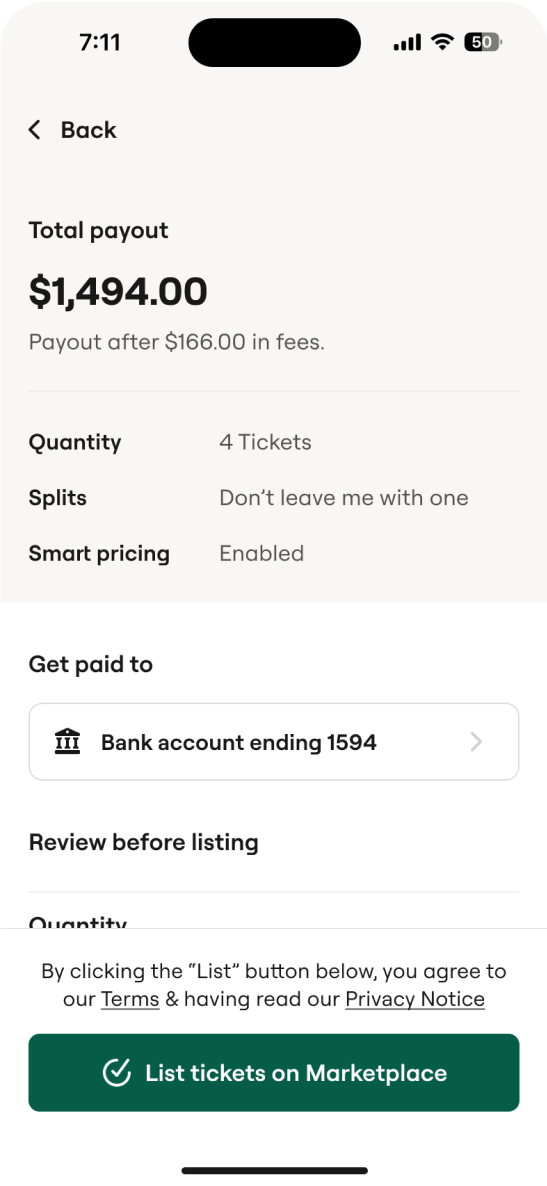 7:11
50
Back
Total payout
$1,494.00
Payout after $166.00 in fees.
Quantity 4 Tickets
Splits Don’t leave me with one
Smart pricing Enabled
Get paid to
Bank account ending 1594
Review before listing
Quantity
By clicking the “List” button below, you agree to
our Terms & having read our Privacy Notice
List tickets on Marketplace